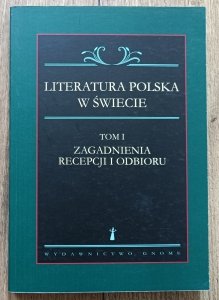 LITERATURA POLSKA
W ŚWIECIE
TOM I
ZAGADNIENIA
RECEPCJI I ODBIORU
WYDAWNICTWO GNOME